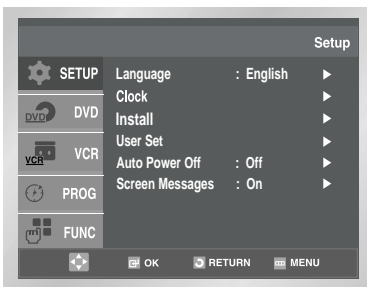 Setup
SETUP
DVD DVD
VCR VCR
PROG
FUNC
Language : English
Clock
Install
User Set
Auto Power Off : Off
Screen Messages : On
OK RETURN MENU